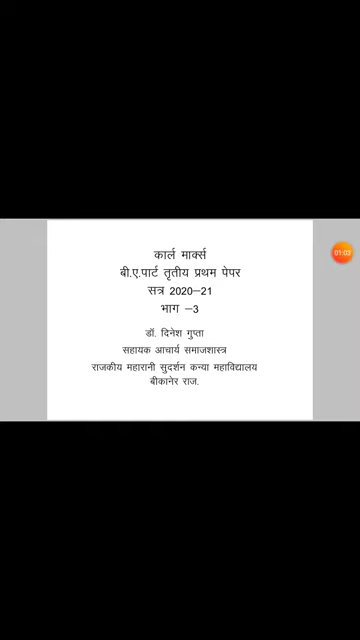 कार्ल मार्क्स
बी.ए.पार्ट तृतीय प्रथम पेपर
सत्र 2020–21
भाग –3
डॉ. दिनेश गुप्ता
सहायक आचार्य समाजशास्त्र
राजकीय महारानी सुदर्शन कन्या महाविद्यालय
बीकानेर राज.
01:03